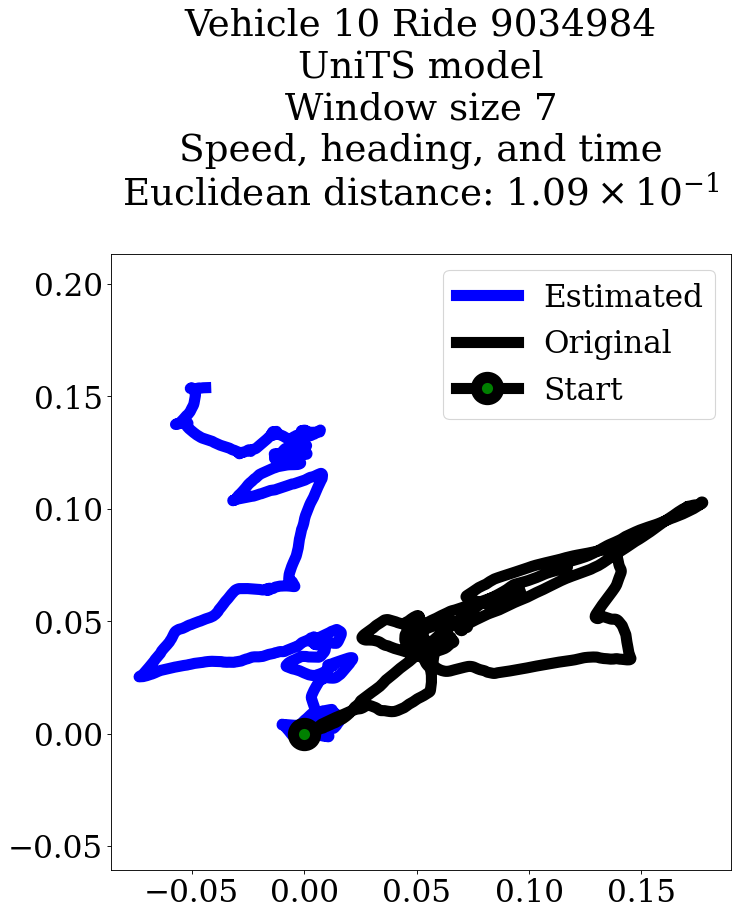 Vehicle 10 Ride 9034984
UniTS model
Window size 7
Speed, heading, and time
Euclidean distance: 1.09 × 10⁻¹
Estimated
Original
Start
0.20
0.15
0.10
0.05
0.00
−0.05
−0.05 0.00 0.05 0.10 0.15